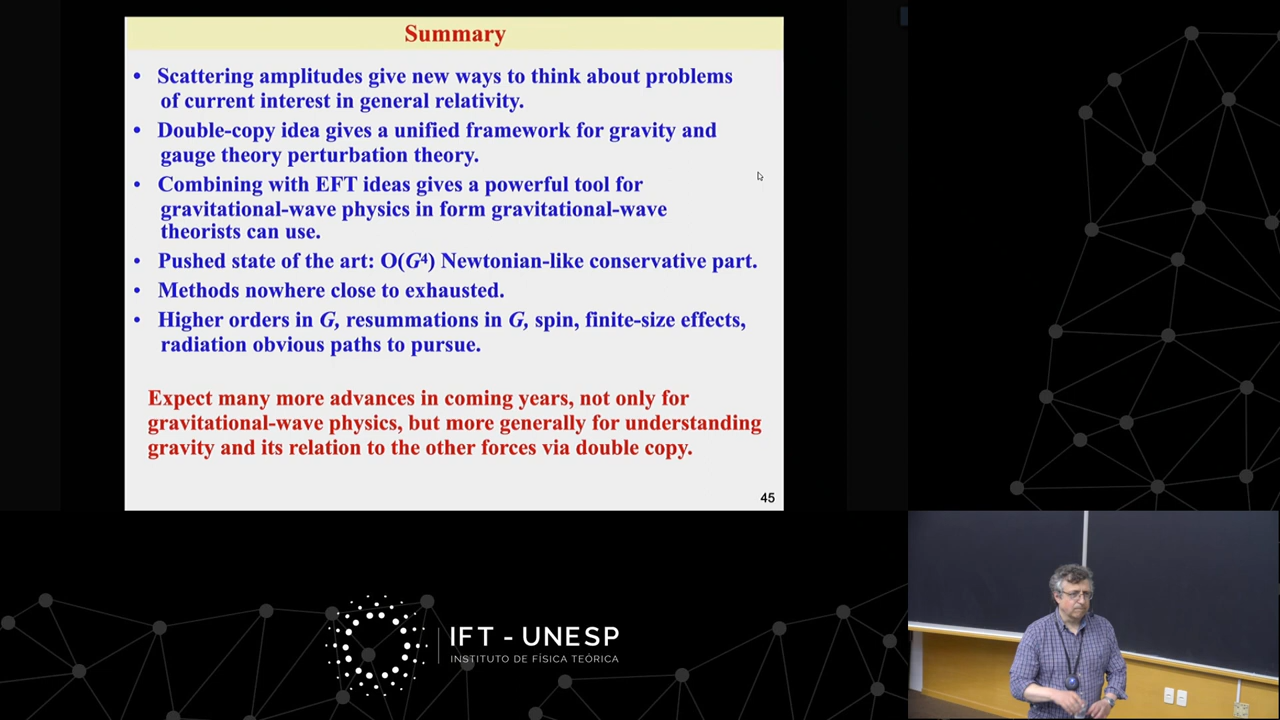 Summary
• Scattering amplitudes give new ways to think about problems
of current interest in general relativity.
• Double-copy idea gives a unified framework for gravity and
gauge theory perturbation theory.
• Combining with EFT ideas gives a powerful tool for
gravitational-wave physics in form gravitational-wave
theorists can use.
• Pushed state of the art: O(G⁴) Newtonian-like conservative part.
• Methods nowhere close to exhausted.
• Higher orders in G, resummations in G, spin, finite-size effects,
radiation obvious paths to pursue.
Expect many more advances in coming years, not only for
gravitational-wave physics, but more generally for understanding
gravity and its relation to the other forces via double copy.
45
IFT - UNESP
INSTITUTO DE FÍSICA TEÓRICA